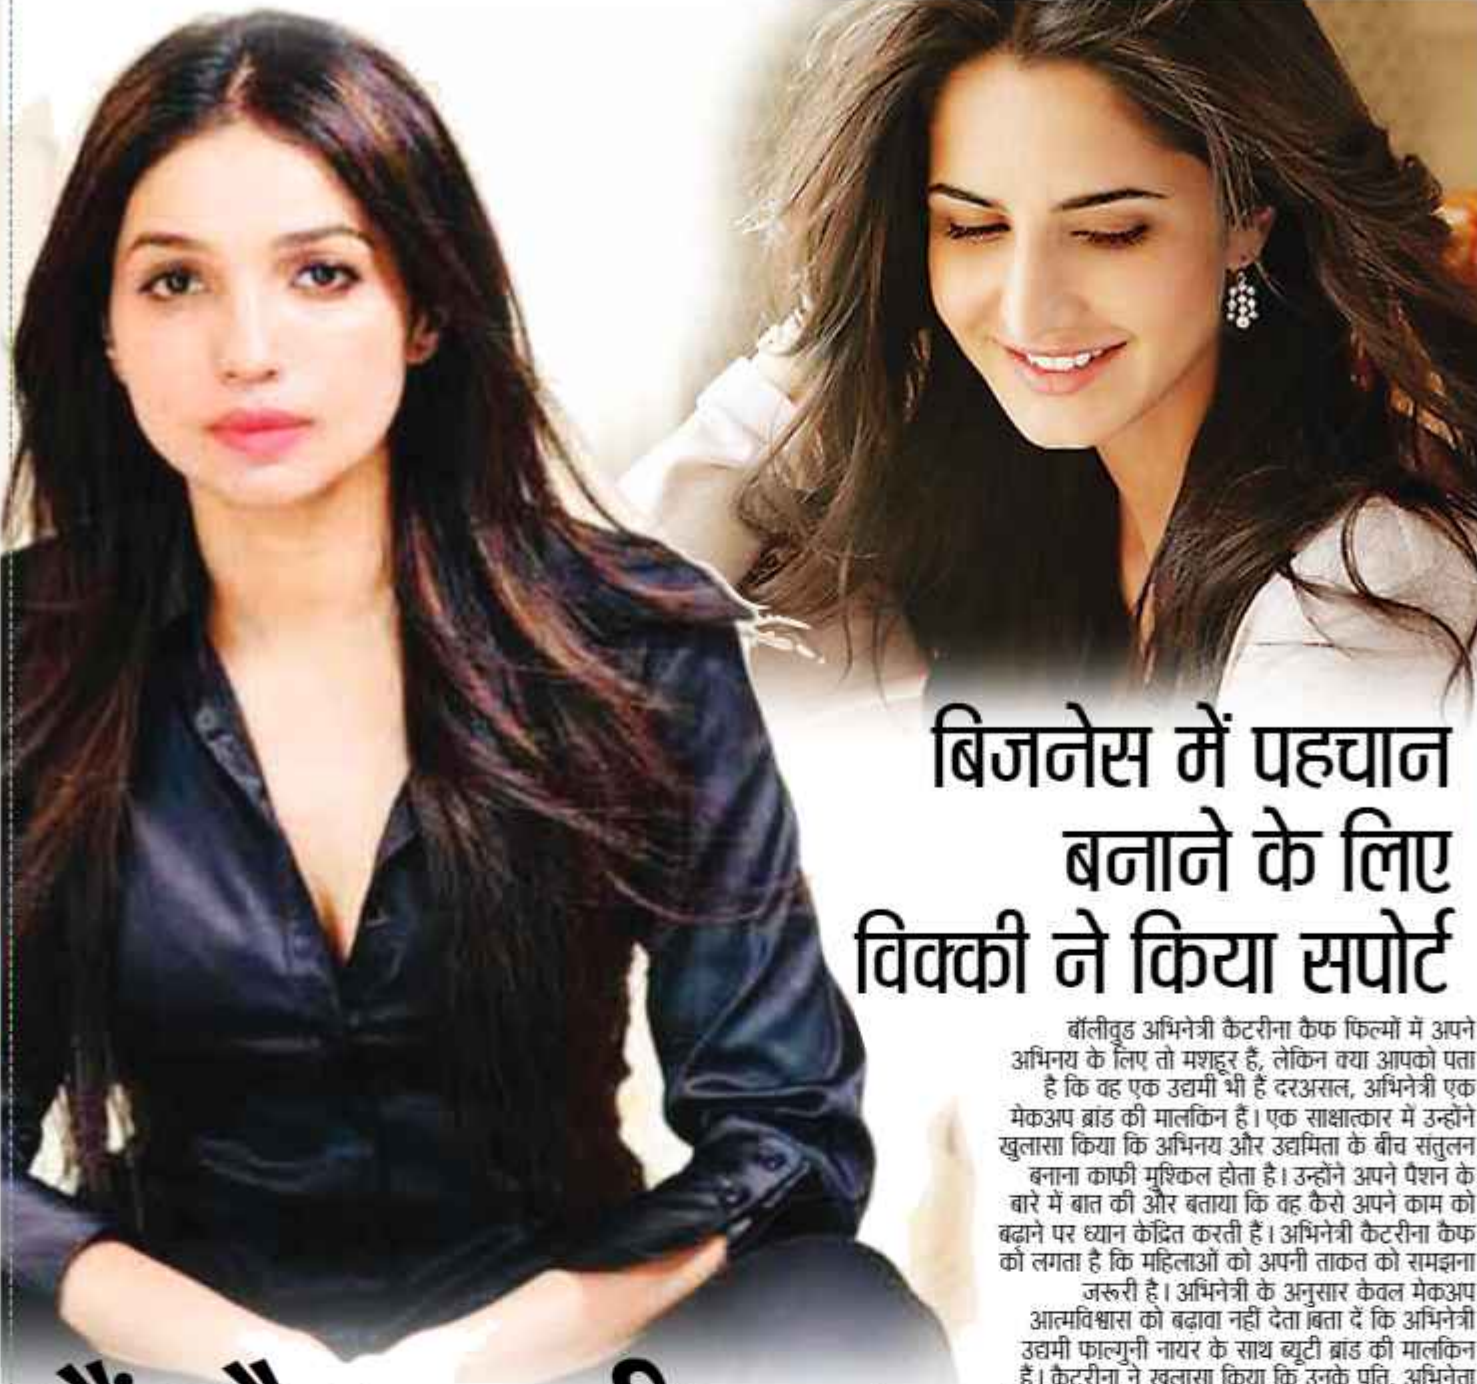 बिजनेस में पहचान
बनाने के लिए
विक्की ने किया सपोर्ट
बॉलीवुड अभिनेत्री कैटरीना कैफ फिल्मों में अपने
अभिनय के लिए तो मशहूर हैं, लेकिन क्या आपको पता
है कि वह एक उद्यमी भी हैं दरअसल, अभिनेत्री एक
मेकअप ब्रांड की मालकिन हैं। एक साक्षात्कार में उन्होंने
खुलासा किया कि अभिनय और उद्यमिता के बीच संतुलन
बनाना काफी मुश्किल होता है। उन्होंने अपने पैशन के
बारे में बात की और बताया कि वह कैसे अपने काम को
बढ़ाने पर ध्यान केंद्रित करती हैं। अभिनेत्री कैटरीना कैफ
को लगता है कि महिलाओं को अपनी ताकत को समझना
जरूरी है। अभिनेत्री के अनुसार केवल मेकअप
आत्मविश्वास को बढ़ावा नहीं देता।बता दें कि अभिनेत्री
उद्यमी फाल्गुनी नायर के साथ ब्यूटी ब्रांड की मालकिन
हैं। कैटरीना ने खुलासा किया कि उनके पति, अभिनेता